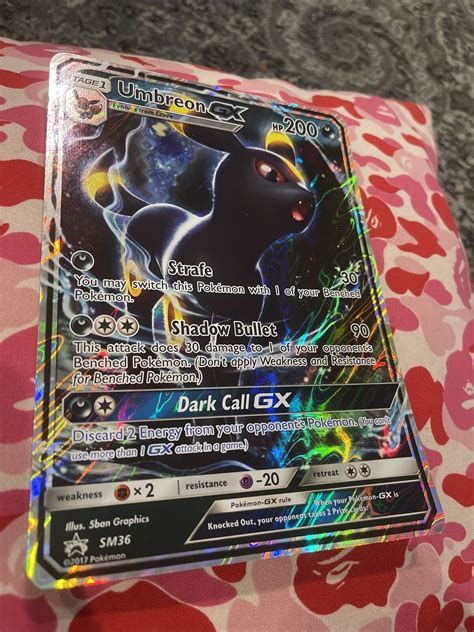 STAGE 1 Umbreon GX HP 200
Evolves from Eevee
Strafe 30
You may switch this Pokémon with 1 of your Benched
Pokémon.
Shadow Bullet 90
This attack does 30 damage to 1 of your opponent's
Benched Pokémon. (Don't apply Weakness and Resistance
for Benched Pokémon.)
Dark Call GX
Discard 2 Energy from your opponent's Pokémon. (You can't
use more than 1 GX attack in a game.)
weakness × 2 resistance -20 retreat
Pokémon-GX rule When your Pokémon-GX is
Knocked Out, your opponent takes 2 Prize cards.
Illus. 5ban Graphics
SM36
©2017 Pokémon